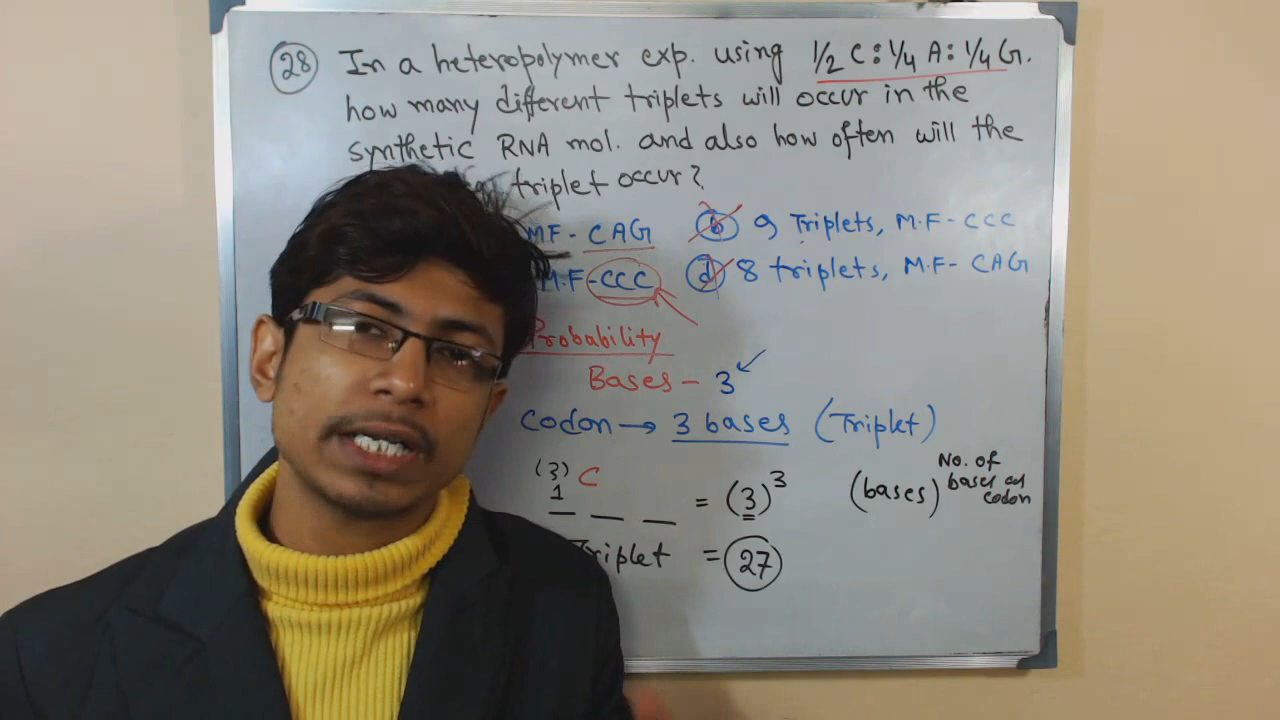 28 In a heteropolymer exp. using 1/2 C : 1/4 A : 1/4 G.
how many different triplets will occur in the
synthetic RNA mol. and also how often will the
triplet occur?
MF - CAG b 9 Triplets, M.F - CCC
M.F - CCC d 8 triplets, M.F - CAG
Probability
Bases - 3
Codon → 3 bases (Triplet)
(3) C
1
_ _ _ = (3)³ (bases) No. of bases as codon
Triplet = 27